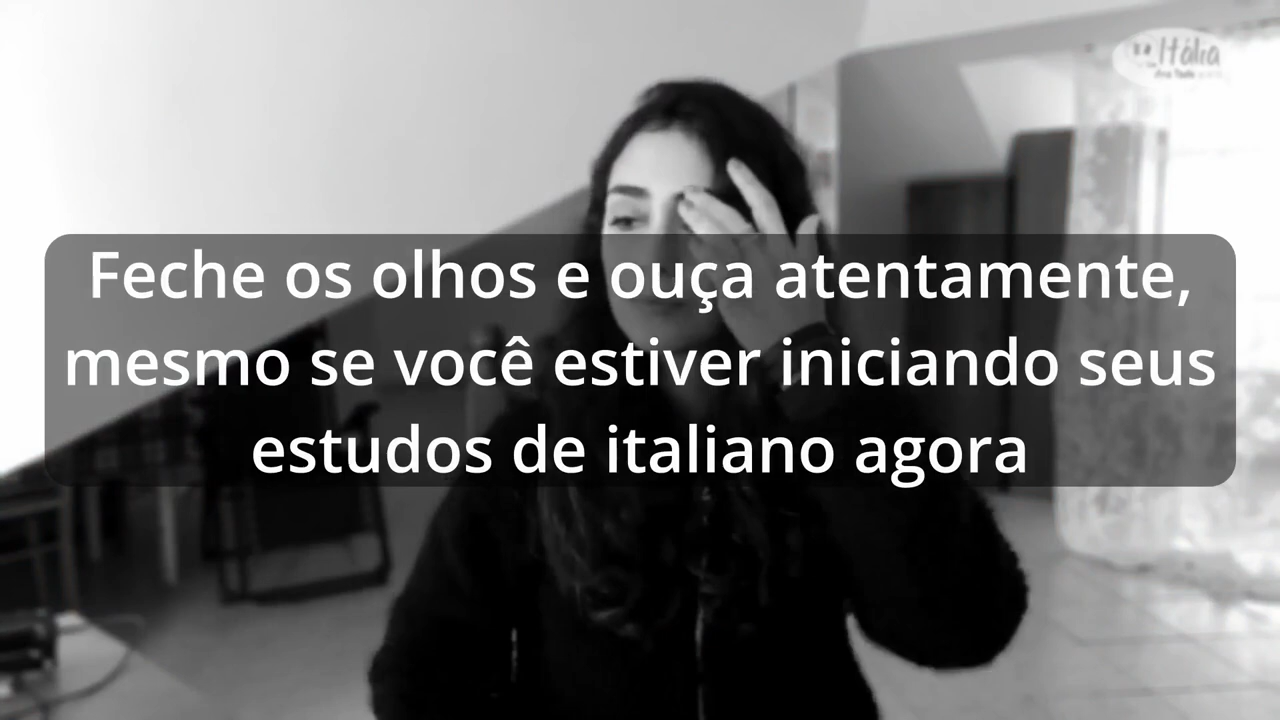 Itália
Feche os olhos e ouça atentamente,
mesmo se você estiver iniciando seus
estudos de italiano agora